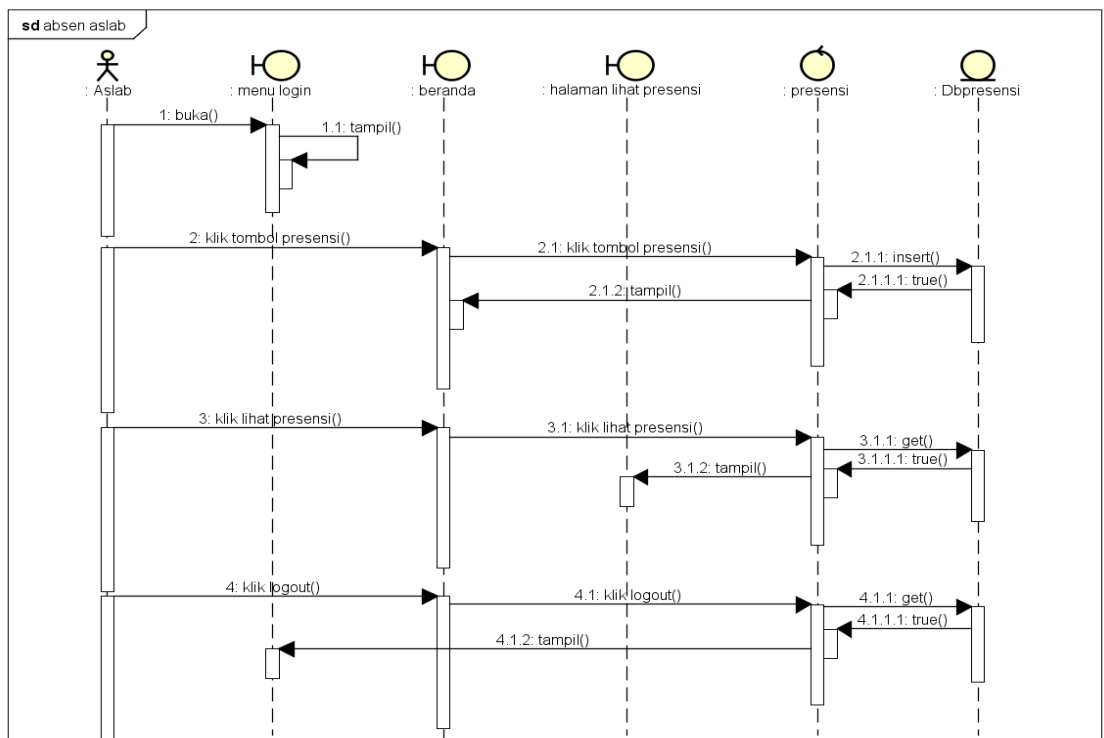 sd absen aslab
: Aslab
: menu login
: beranda
: halaman lihat presensi
: presensi
: Dbpresensi
1: buka()
1.1: tampil()
2: klik tombol presensi()
2.1: klik tombol presensi()
2.1.1: insert()
2.1.1.1: true()
2.1.2: tampil()
3: klik lihat presensi()
3.1: klik lihat presensi()
3.1.1: get()
3.1.1.1: true()
3.1.2: tampil()
4: klik logout()
4.1: klik logout()
4.1.1: get()
4.1.1.1: true()
4.1.2: tampil()